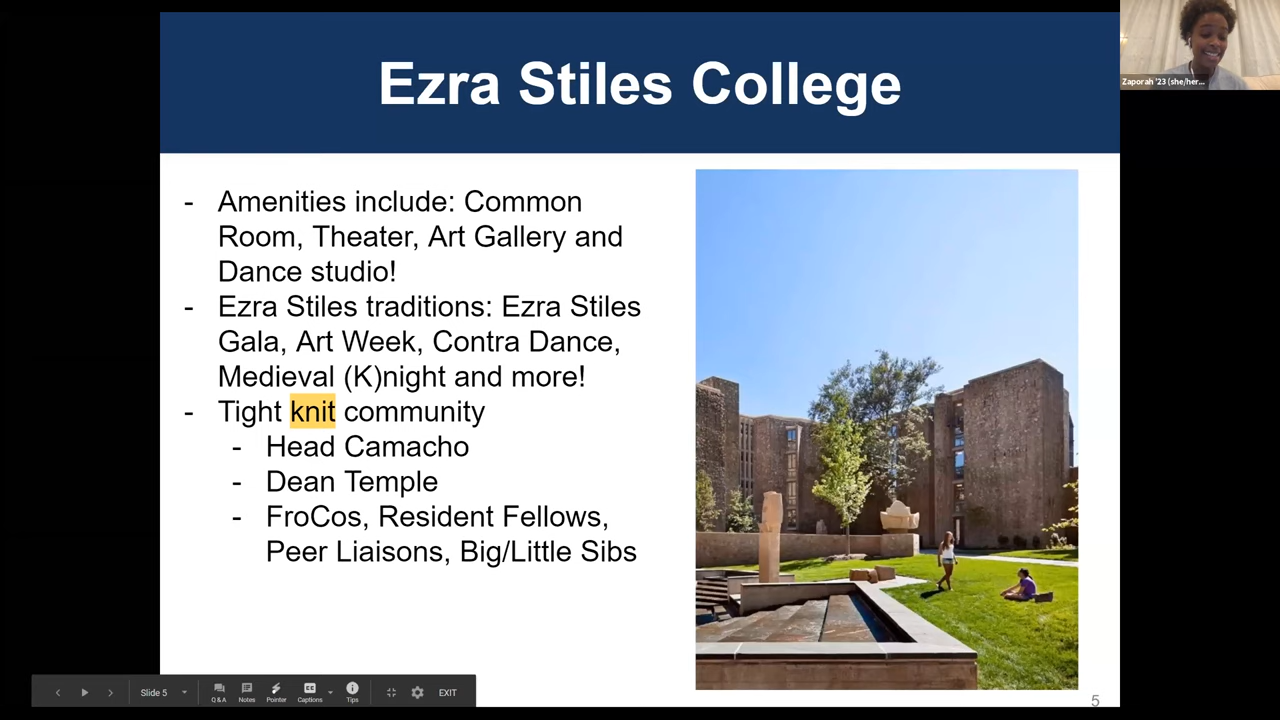 Ezra Stiles College
Zaporah '23 (she/her...
- Amenities include: Common
Room, Theater, Art Gallery and
Dance studio!
- Ezra Stiles traditions: Ezra Stiles
Gala, Art Week, Contra Dance,
Medieval (K)night and more!
- Tight knit community
- Head Camacho
- Dean Temple
- FroCos, Resident Fellows,
Peer Liaisons, Big/Little Sibs
Slide 5
Q&A
Notes
Pointer
Captions
Tips
EXIT
5